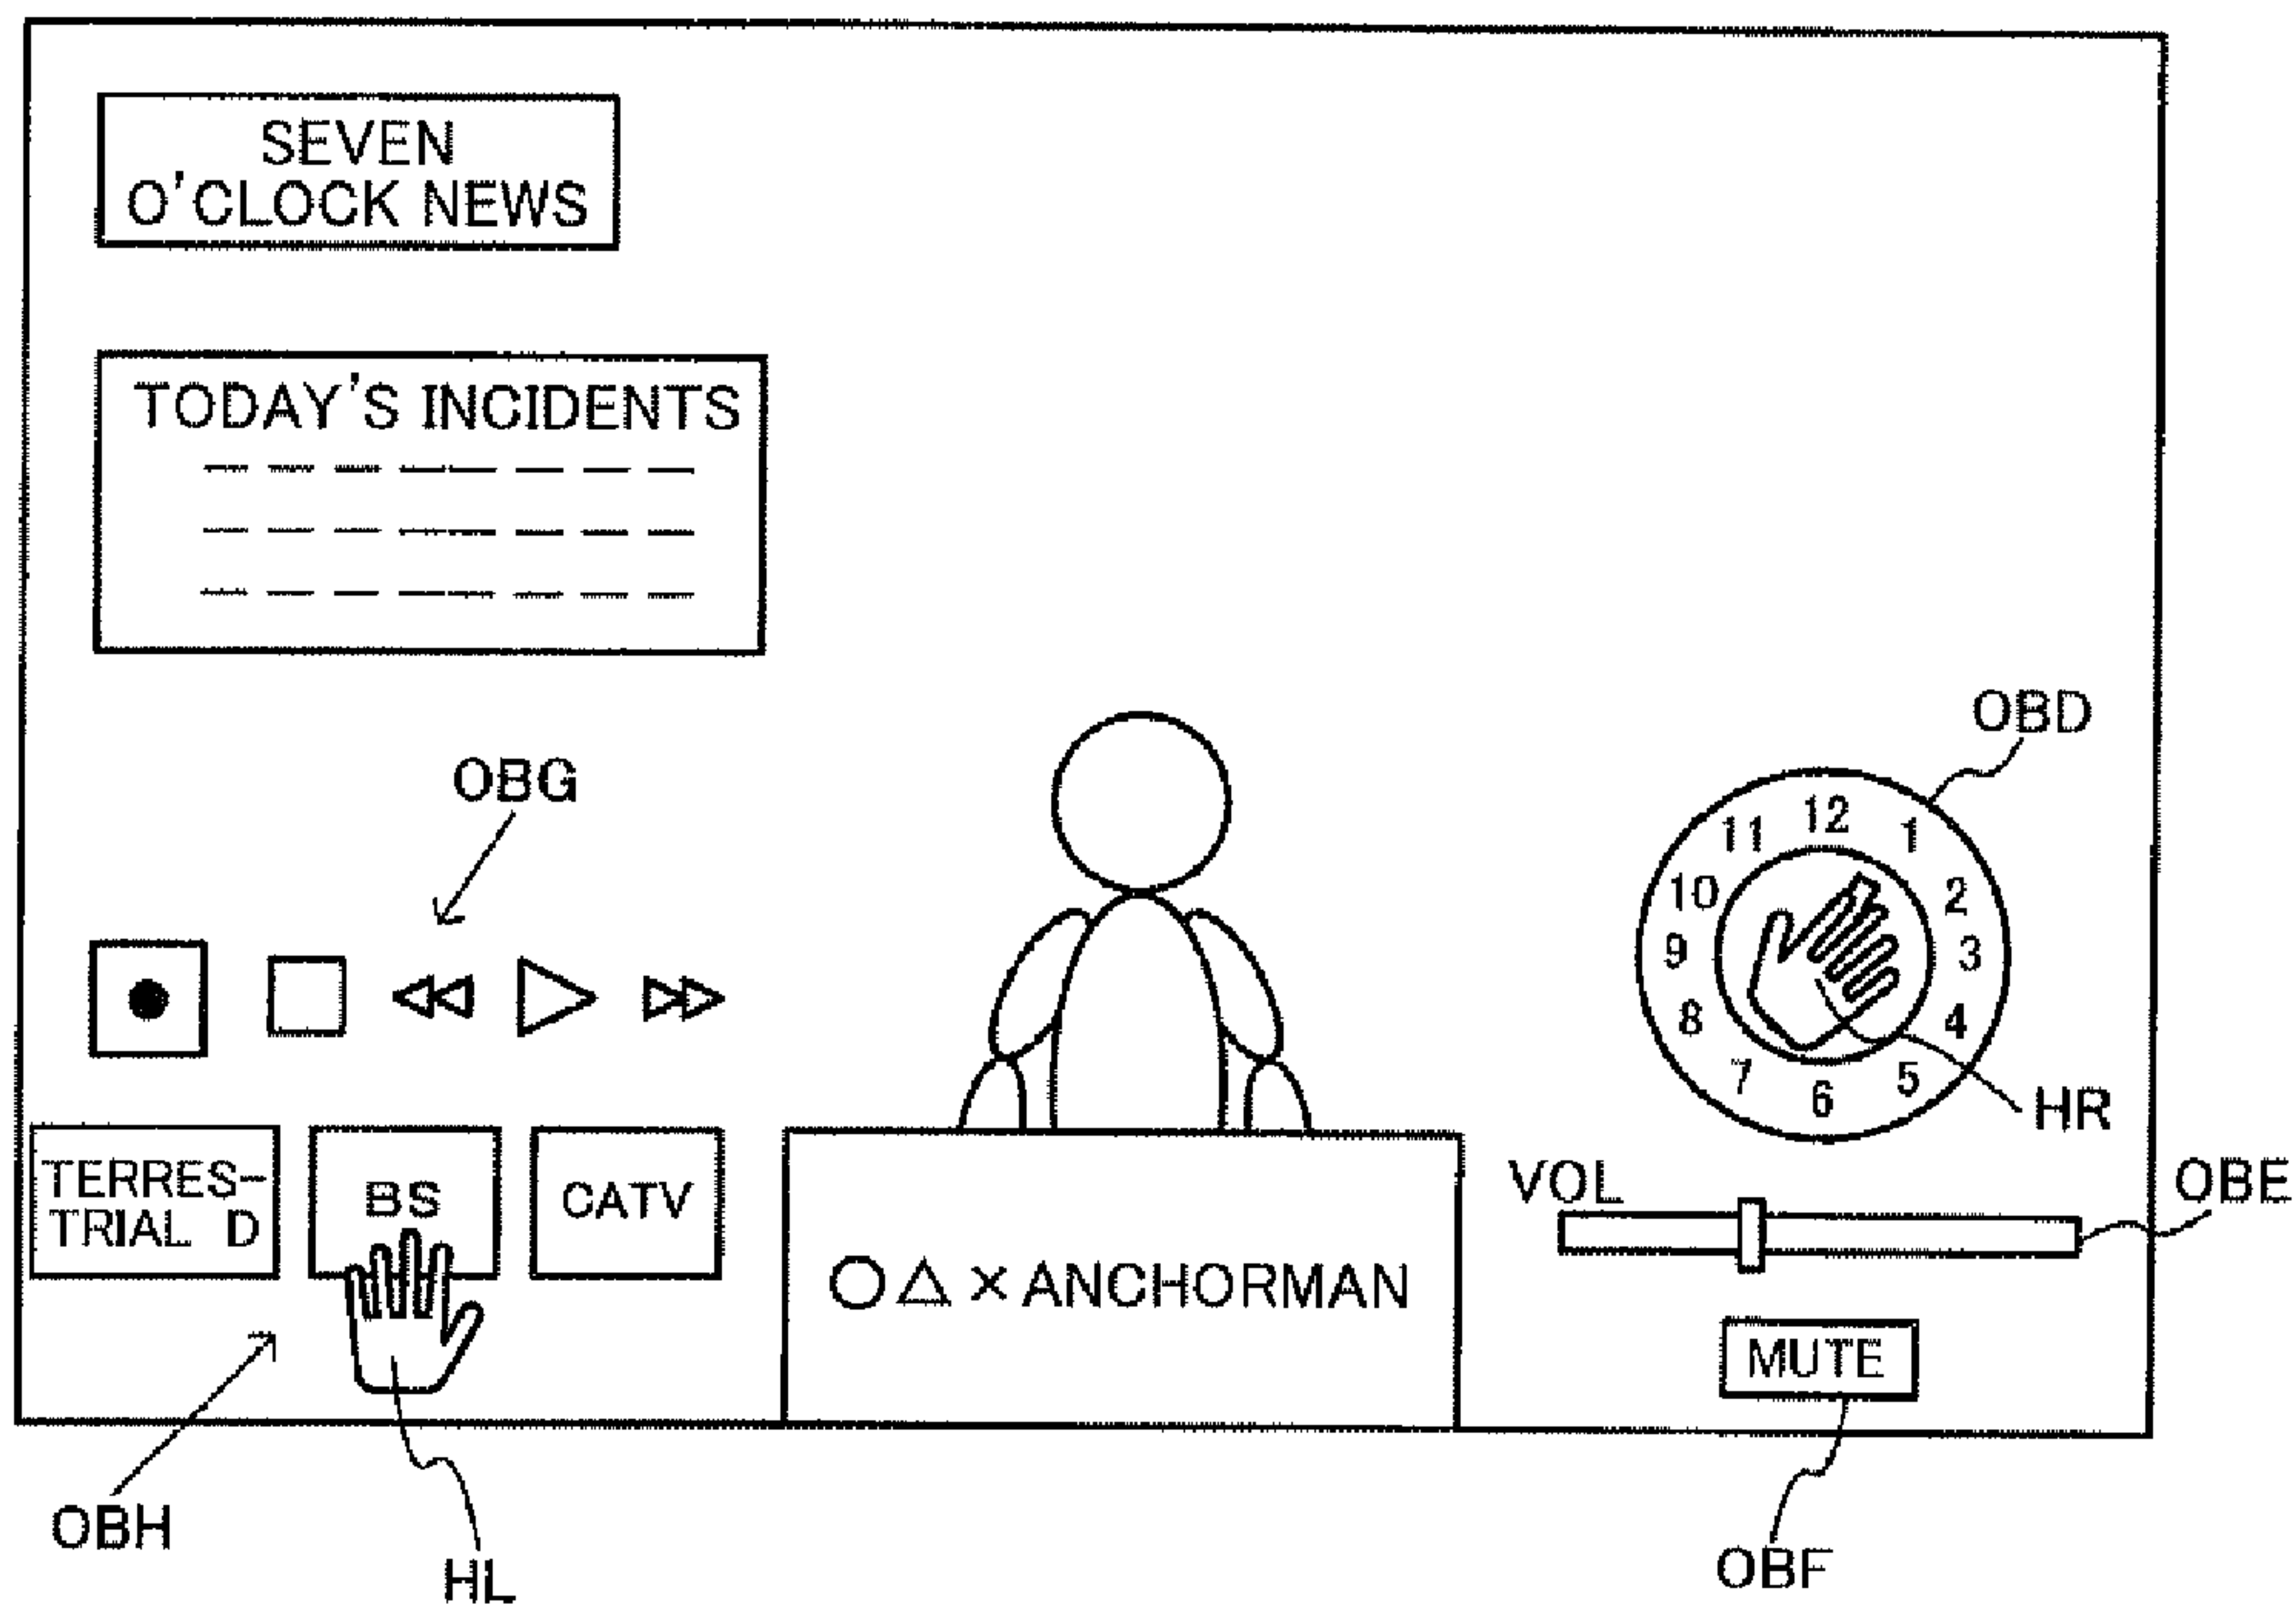 SEVEN
O'CLOCK NEWS
TODAY'S INCIDENTS
OBD
OBG
12
11 1
10 2
9 3
8 4
7 5
6
HR
TERRES-
TRIAL D
BS
CATV
VOL
OBE
○△×ANCHORMAN
MUTE
OBH
HL
OBF